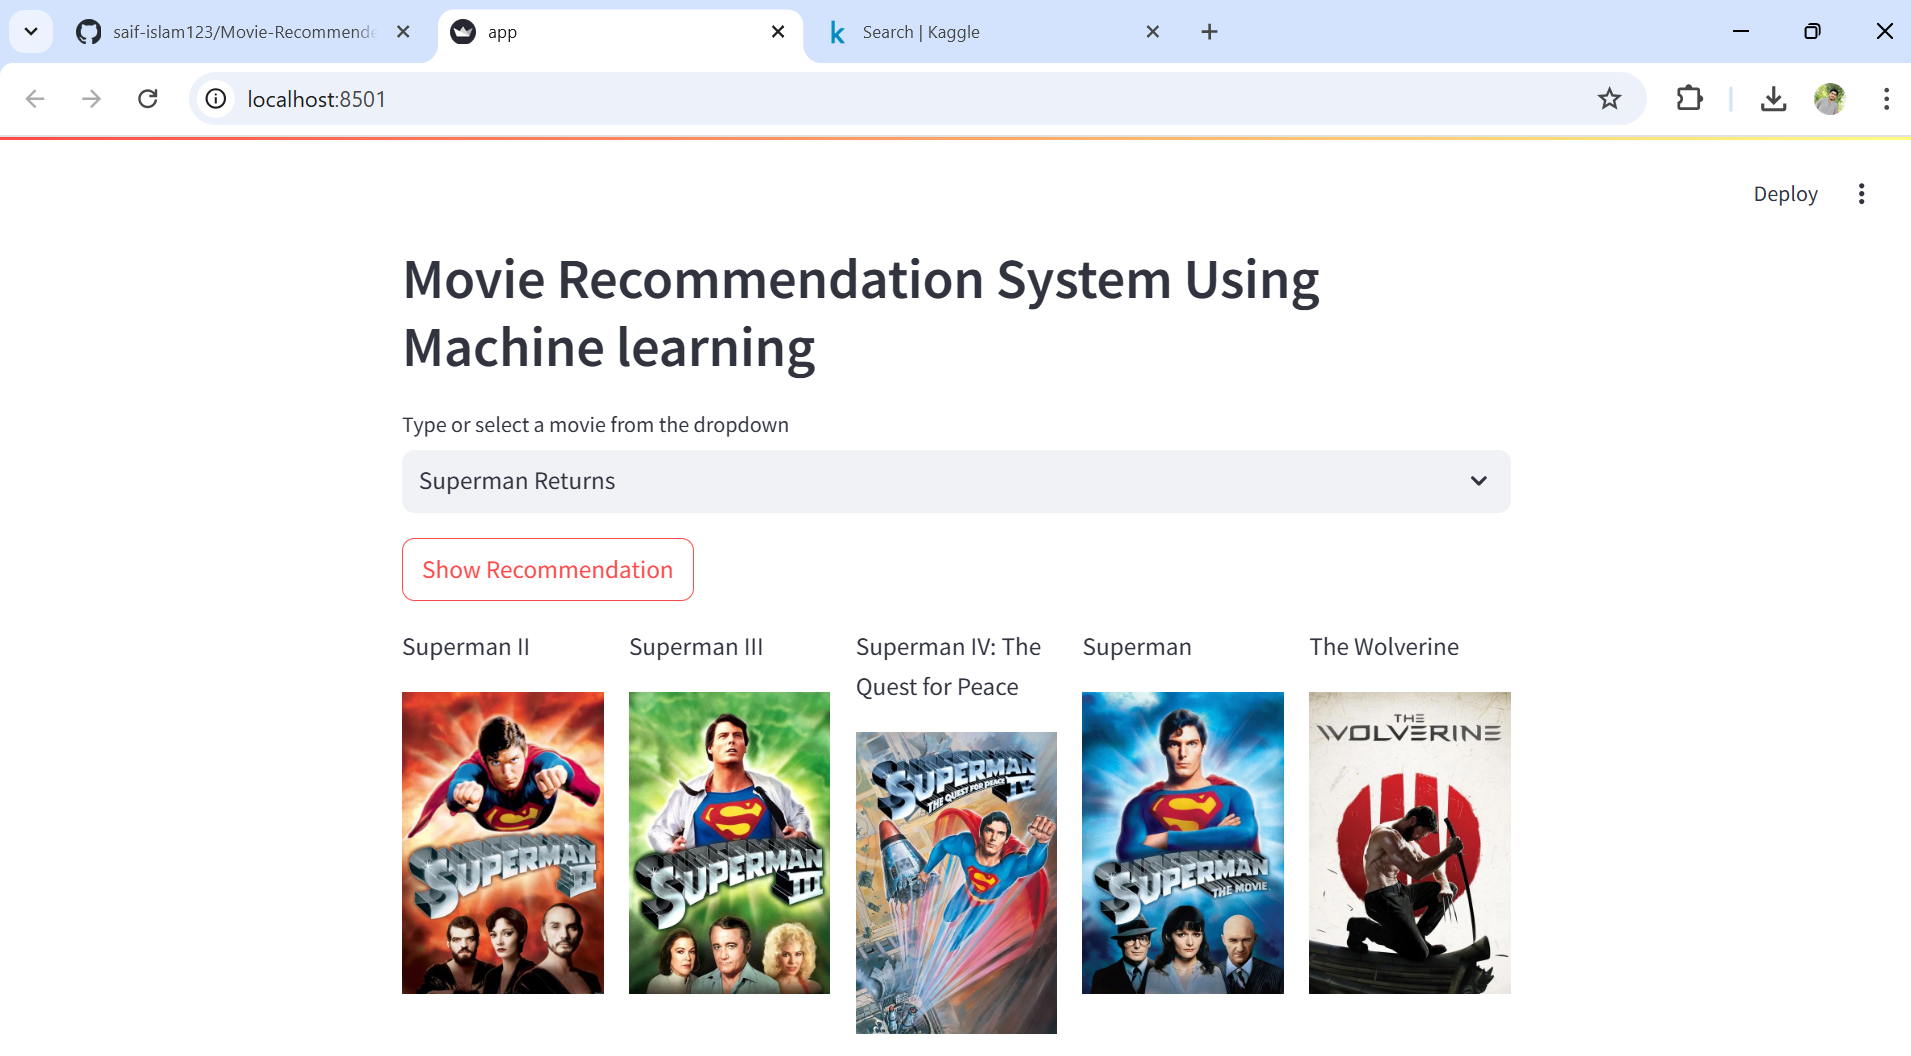 saif-islam123/Movie-Recommende
app
Search | Kaggle
localhost:8501
Deploy
Movie Recommendation System Using
Machine learning
Type or select a movie from the dropdown
Superman Returns
Show Recommendation
Superman II
Superman III
Superman IV: The
Quest for Peace
Superman
The Wolverine
SUPERMAN
II
SUPERMAN
III
SUPERMAN
THE QUEST FOR PEACE
IV
SUPERMAN
THE MOVIE
THE
WOLVERINE